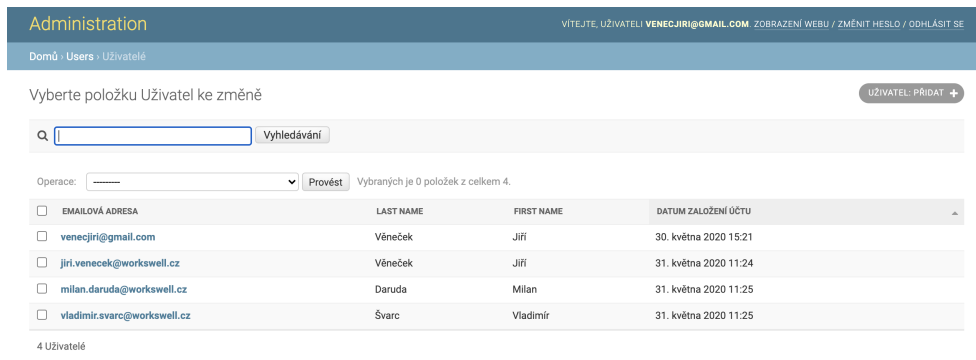 Administration
VÍTEJTE, UŽIVATELI VENECJIRI@GMAIL.COM. ZOBRAZENÍ WEBU / ZMĚNIT HESLO / ODHLÁSIT SE
Domů › Users › Uživatelé
Vyberte položku Uživatel ke změně
UŽIVATEL: PŘIDAT +
Vyhledávání
Operace: --------- Provést Vybraných je 0 položek z celkem 4.
EMAILOVÁ ADRESA LAST NAME FIRST NAME DATUM ZALOŽENÍ ÚČTU
venecjiri@gmail.com Věneček Jiří 30. května 2020 15:21
jiri.venecek@workswell.cz Věneček Jiří 31. května 2020 11:24
milan.daruda@workswell.cz Daruda Milan 31. května 2020 11:25
vladimir.svarc@workswell.cz Švarc Vladimír 31. května 2020 11:25
4 Uživatelé